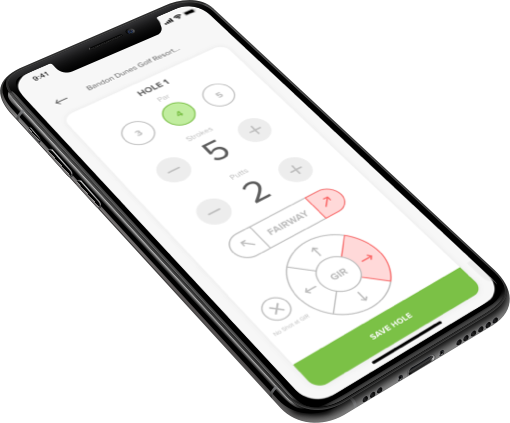 9:41
Bandon Dunes Golf Resort...
HOLE 1
Par
3 4 5
Strokes
5
Putts
2
FAIRWAY
GIR
No Shot at GIR
SAVE HOLE